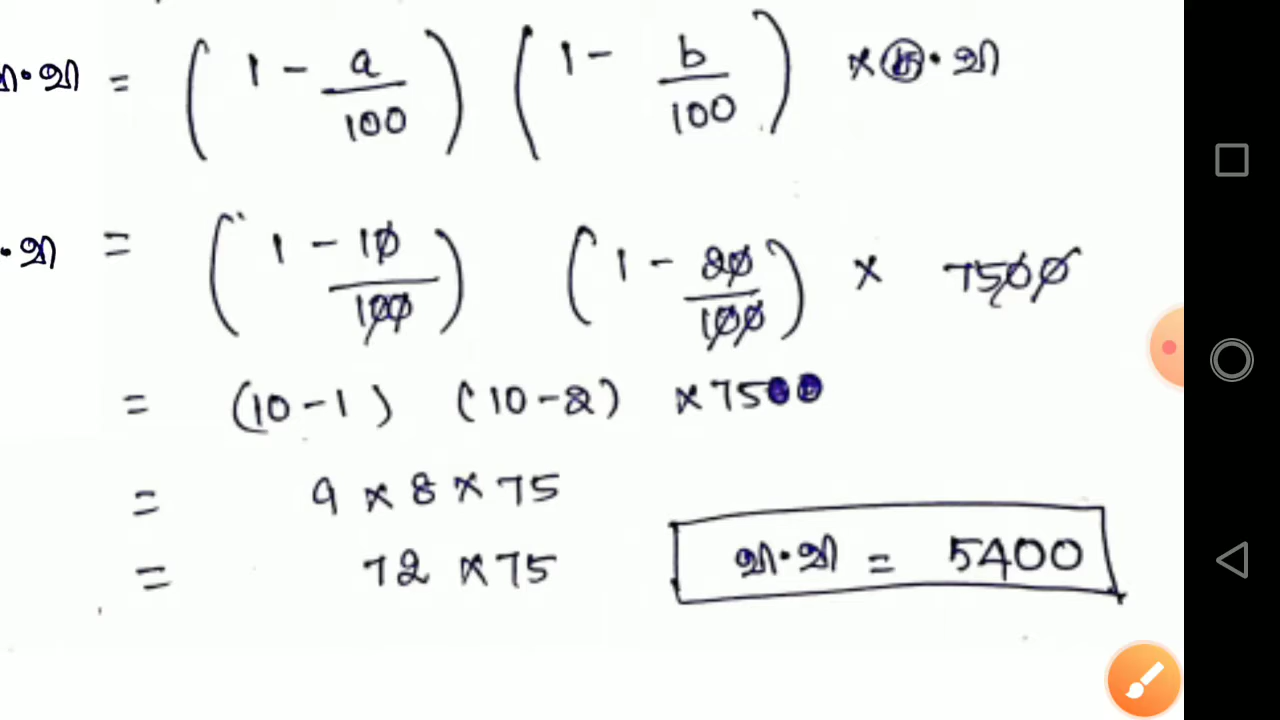 வி.வி = (1 - a/100) (1 - b/100) × கு.வி
.வி = (1 - 10/100) (1 - 20/100) × 7500
= (10 - 1) (10 - 2) × 7500
= 9 × 8 × 75
= 72 × 75
வி.வி = 5400